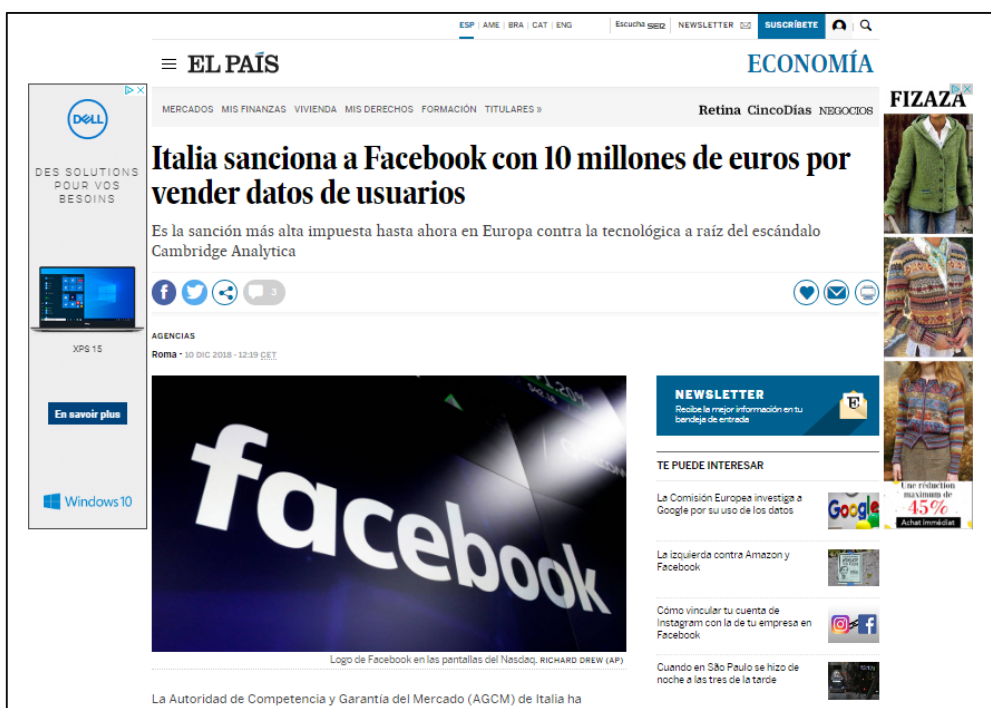 ESP | AME | BRA | CAT | ENG
Escucha SER
NEWSLETTER
SUSCRÍBETE
EL PAÍS
ECONOMÍA
MERCADOS MIS FINANZAS VIVIENDA MIS DERECHOS FORMACIÓN TITULARES »
Retina CincoDías NEGOCIOS
Italia sanciona a Facebook con 10 millones de euros por
vender datos de usuarios
Es la sanción más alta impuesta hasta ahora en Europa contra la tecnológica a raíz del escándalo
Cambridge Analytica
3
AGENCIAS
Roma - 10 DIC 2018 - 12:19 CET
facebook
Logo de Facebook en las pantallas del Nasdaq. RICHARD DREW (AP)
La Autoridad de Competencia y Garantía del Mercado (AGCM) de Italia ha
NEWSLETTER
Recibe la mejor información en tu
bandeja de entrada
E
TE PUEDE INTERESAR
La Comisión Europea investiga a
Google por su uso de los datos
Google
La izquierda contra Amazon y
Facebook
Cómo vincular tu cuenta de
Instagram con la de tu empresa en
Facebook
Cuando en São Paulo se hizo de
noche a las tres de la tarde
DELL
DES SOLUTIONS
POUR VOS
BESOINS
XPS 15
En savoir plus
Windows 10
FIZAZA
Une réduction
maximum de
45%
Achat immédiat